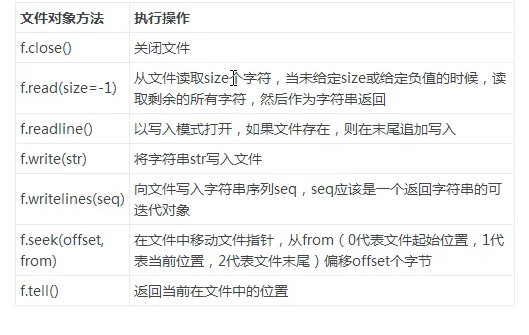 文件对象方法 执行操作
f.close() 关闭文件
f.read(size=-1) 从文件读取size个字符，当未给定size或给定负值的时候，读
取剩余的所有字符，然后作为字符串返回
f.readline() 以写入模式打开，如果文件存在，则在末尾追加写入
f.write(str) 将字符串str写入文件
f.writelines(seq) 向文件写入字符串序列seq，seq应该是一个返回字符串的可
迭代对象
f.seek(offset, 在文件中移动文件指针，从from（0代表文件起始位置，1代
from) 表当前位置，2代表文件末尾）偏移offset个字节
f.tell() 返回当前在文件中的位置